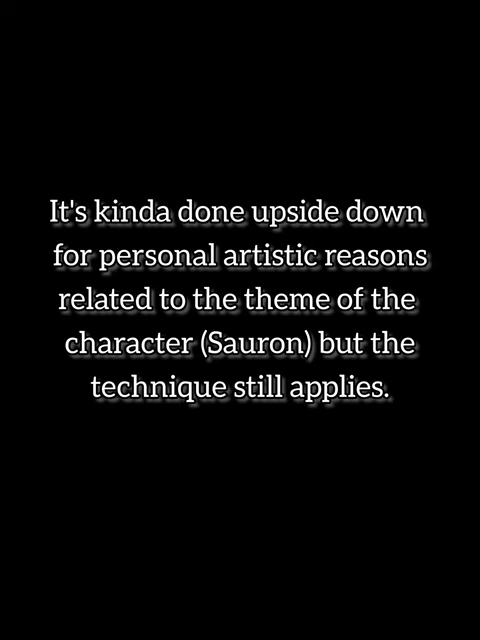 It's kinda done upside down
for personal artistic reasons
related to the theme of the
character (Sauron) but the
technique still applies.